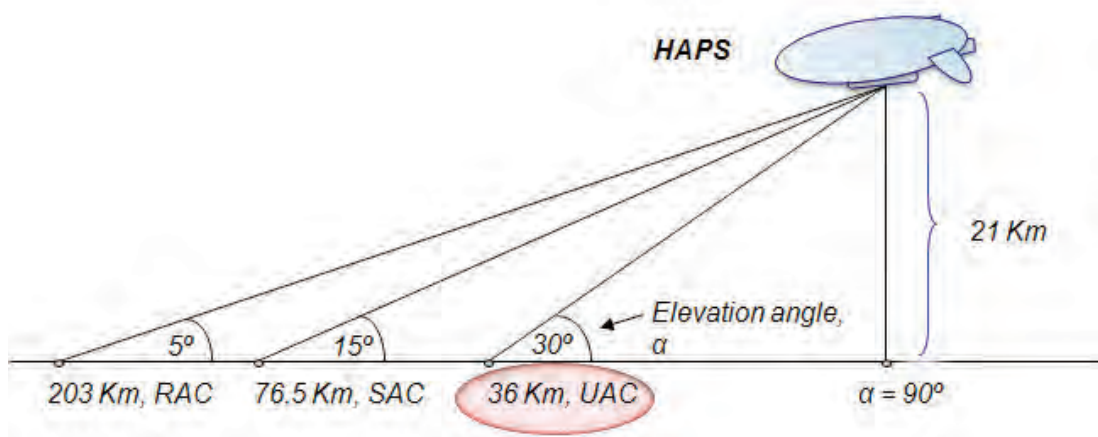 HAPS
21 Km
Elevation angle,
α
5º
15º
30º
203 Km, RAC
76.5 Km, SAC
36 Km, UAC
α = 90º